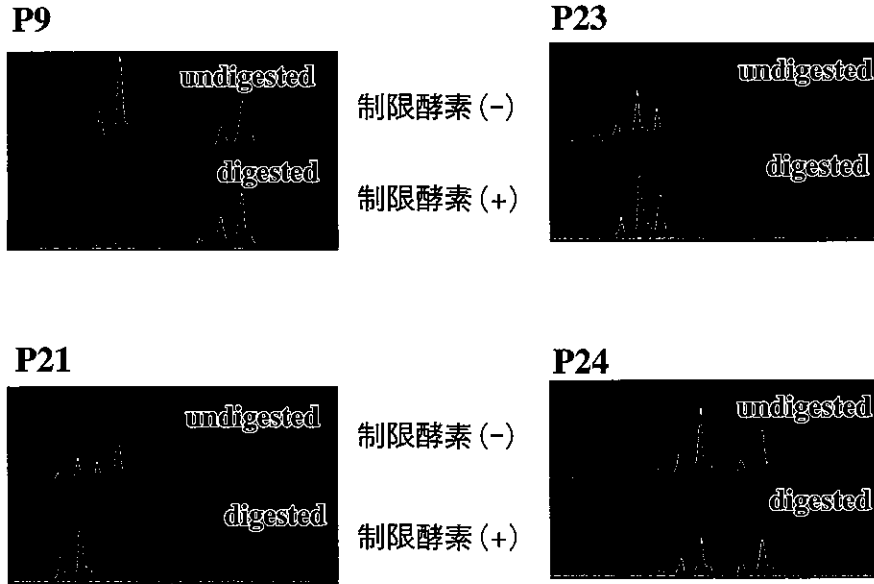 P9
undigested
制限酵素(-)
digested
制限酵素(+)
P23
undigested
digested
P21
undigested
制限酵素(-)
digested
制限酵素(+)
P24
undigested
digested